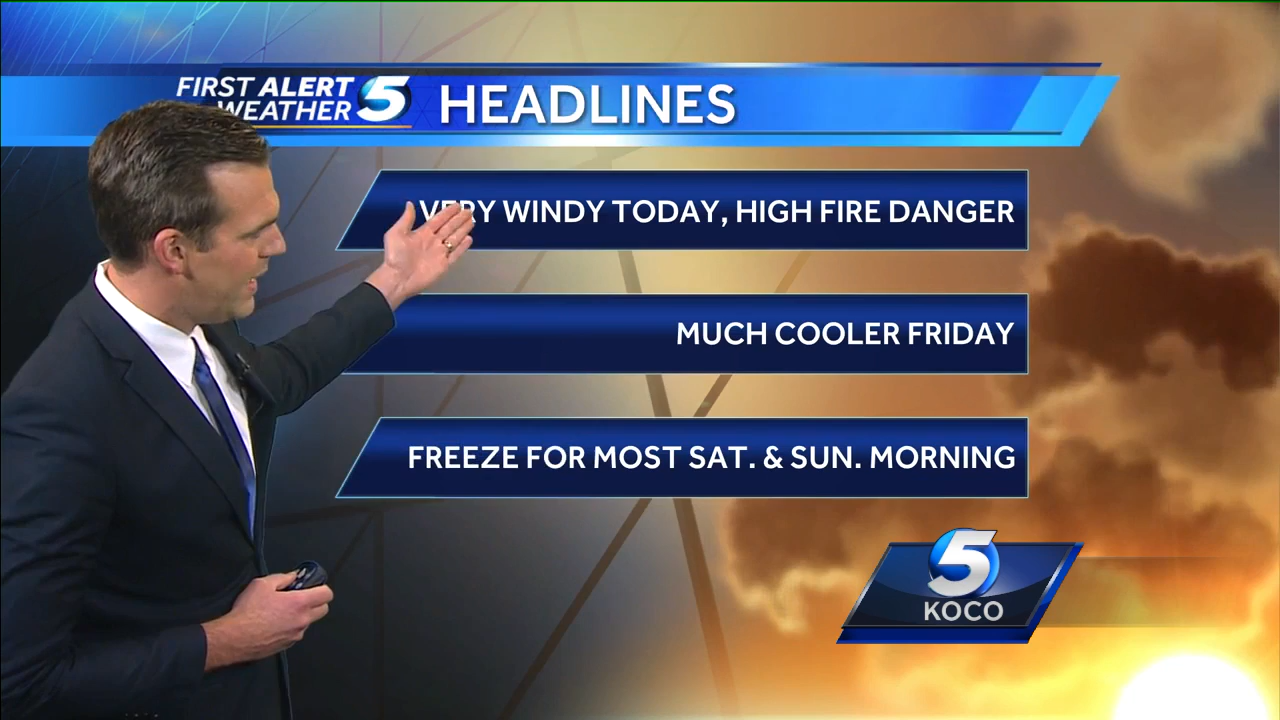 FIRST ALERT
WEATHER 5
HEADLINES
VERY WINDY TODAY, HIGH FIRE DANGER
MUCH COOLER FRIDAY
FREEZE FOR MOST SAT. & SUN. MORNING
5
KOCO